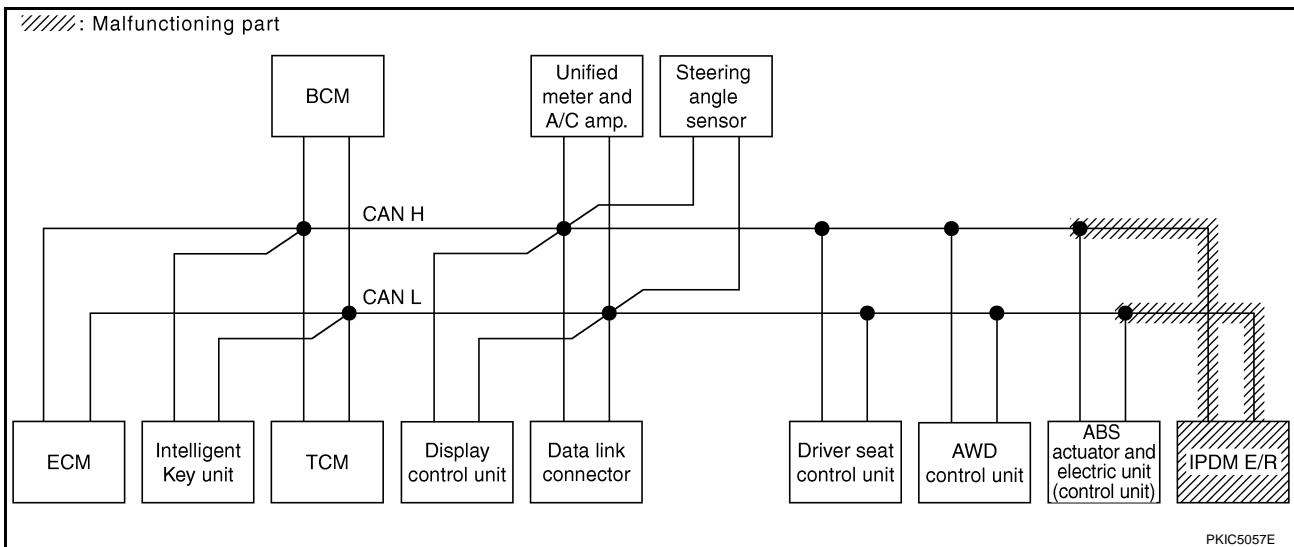 : Malfunctioning part
BCM
Unified
meter and
A/C amp.
Steering
angle
sensor
CAN H
CAN L
ECM
Intelligent
Key unit
TCM
Display
control unit
Data link
connector
Driver seat
control unit
AWD
control unit
ABS
actuator and
electric unit
(control unit)
IPDM E/R
PKIC5057E